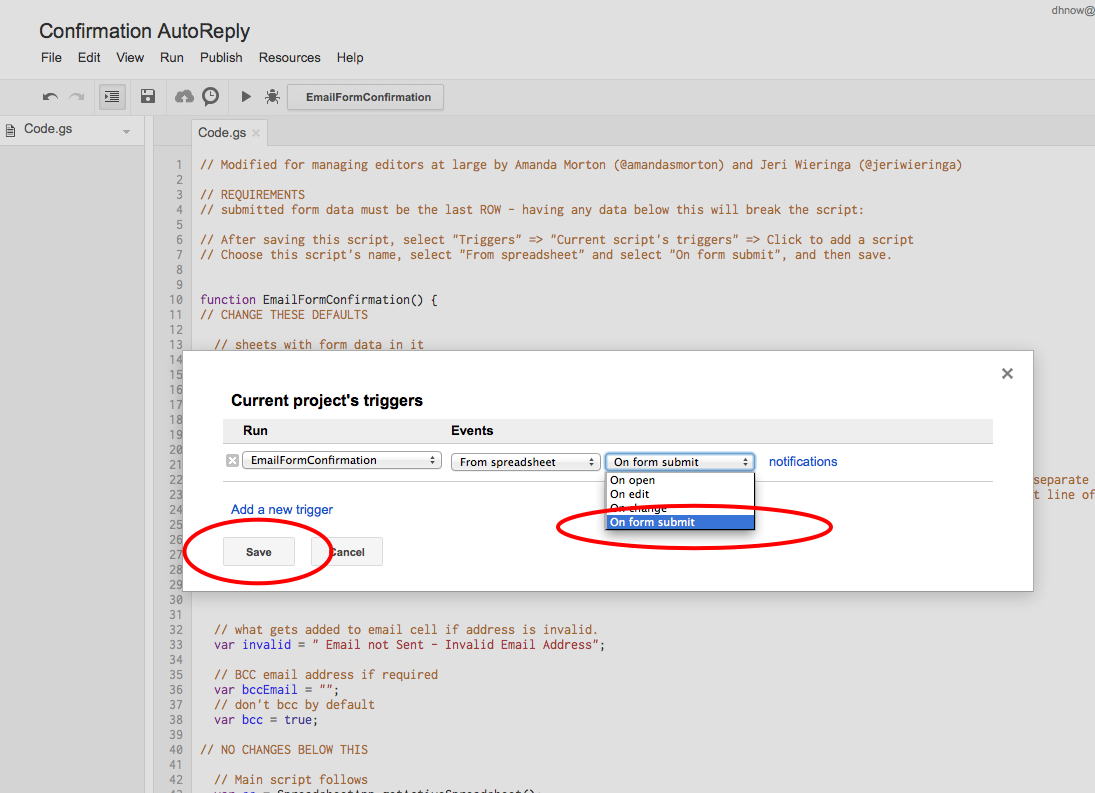 dhnow@
Confirmation AutoReply
File Edit View Run Publish Resources Help
EmailFormConfirmation
Code.gs
Code.gs
1 // Modified for managing editors at large by Amanda Morton (@amandasmorton) and Jeri Wieringa (@jeriwieringa)
2
3 // REQUIREMENTS
4 // submitted form data must be the last ROW - having any data below this will break the script:
5
6 // After saving this script, select "Triggers" => "Current script's triggers" => Click to add a script
7 // Choose this script's name, select "From spreadsheet" and select "On form submit", and then save.
8
9
10 function EmailFormConfirmation() {
11 // CHANGE THESE DEFAULTS
12
13 // sheets with form data in it
14
15
16
17
18
19
20
21
22 separate
23 t line of
24
25
26
27
28
29
Current project's triggers
Run Events
EmailFormConfirmation From spreadsheet On form submit notifications
On open
On edit
On change
On form submit
Add a new trigger
Save Cancel
30
31
32 // what gets added to email cell if address is invalid.
33 var invalid = " Email not Sent - Invalid Email Address";
34
35 // BCC email address if required
36 var bccEmail = "";
37 // don't bcc by default
38 var bcc = true;
39
40 // NO CHANGES BELOW THIS
41
42 // Main script follows
43 var ss = SpreadsheetApp.getActiveSpreadsheet();